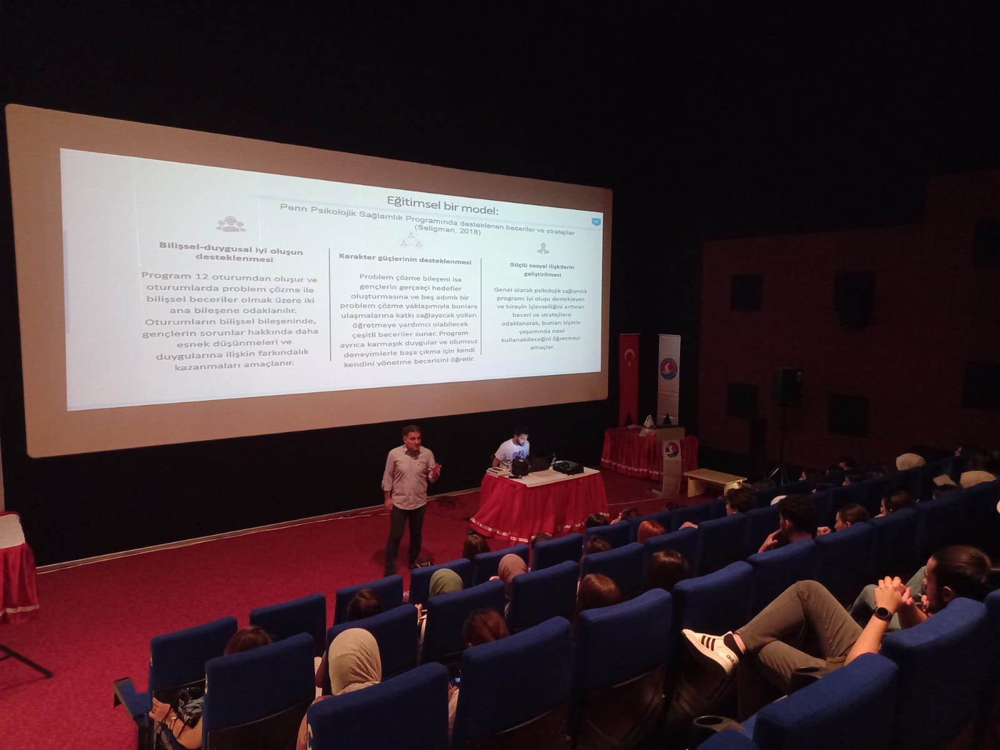 Eğitimsel bir model:
Penn Psikolojik Sağlamlık Programında desteklenen beceriler ve stratejiler
(Seligman, 2018)
Bilişsel-duygusal iyi oluşun
desteklenmesi
Program 12 oturumdan oluşur ve
oturumlarda problem çözme ile
bilişsel beceriler olmak üzere iki
ana bileşene odaklanılır.
Oturumların bilişsel bileşeninde,
gençlerin sorunlar hakkında daha
esnek düşünmeleri ve
duygularına ilişkin farkındalık
kazanmaları amaçlanır.
Karakter güçlerinin desteklenmesi
Problem çözme bileşeni ise
gençlerin gerçekçi hedefler
oluşturmasına ve beş adımlı bir
problem çözme yaklaşımıyla bunlara
ulaşmalarına katkı sağlayacak yolları
öğretmeye yardımcı olabilecek
çeşitli beceriler sunar. Program
ayrıca karmaşık duygular ve olumsuz
deneyimlerle başa çıkma için kendi
kendini yönetme becerisini öğretir.
Güçlü sosyal ilişkilerin
geliştirilmesi
Genel olarak psikolojik sağlamlık
programı iyi oluşu destekleyen
ve bireyin işlevselliğini arttıran
beceri ve stratejilere
odaklanarak, bunları kişinin
yaşamında nasıl
kullanabileceğini öğretmeyi
amaçlar.